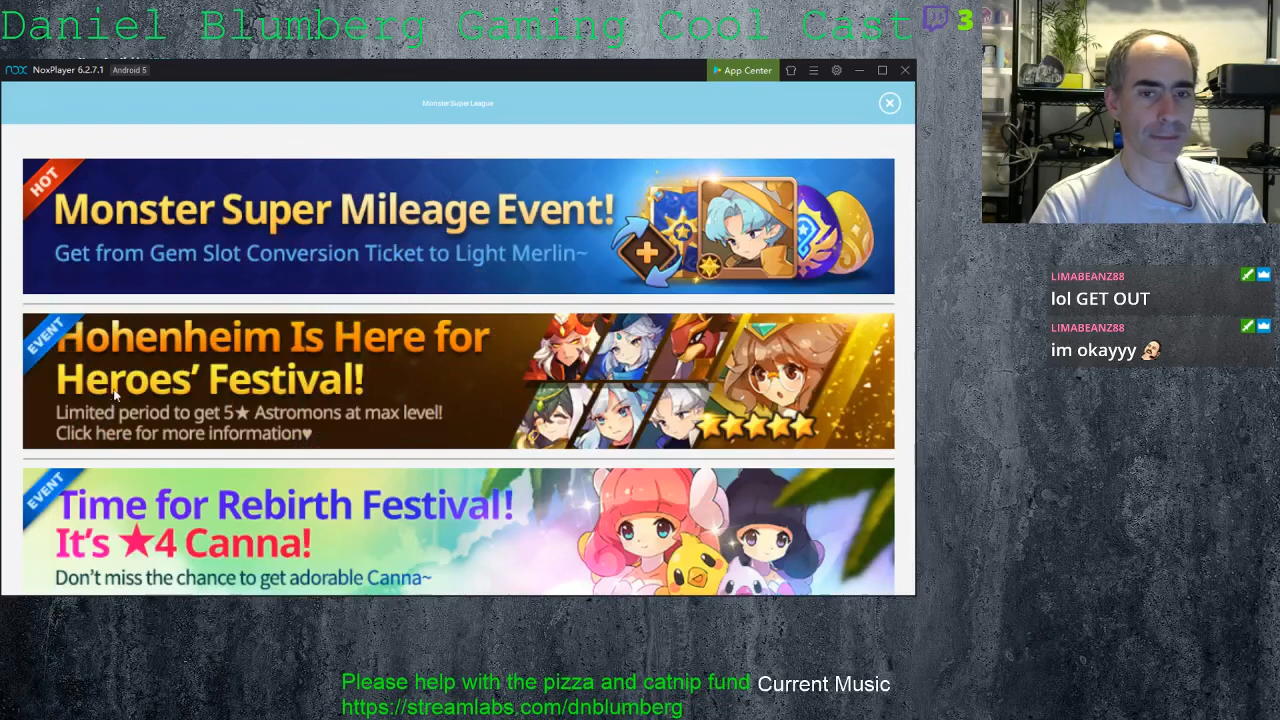 Daniel Blumberg Gaming Cool Cast
3
nox NoxPlayer 6.2.7.1 Android 5
App Center
MonsterSuperLeague
HOT
Monster Super Mileage Event!
Get from Gem Slot Conversion Ticket to Light Merlin~
EVENT
Hohenheim Is Here for
Heroes' Festival!
Limited period to get 5★ Astromons at max level!
Click here for more information♥
EVENT
Time for Rebirth Festival!
It's ★4 Canna!
Don't miss the chance to get adorable Canna~
LIMABEANZ88
lol GET OUT
LIMABEANZ88
im okayyy
Please help with the pizza and catnip fund
https://streamlabs.com/dnblumberg
Current Music